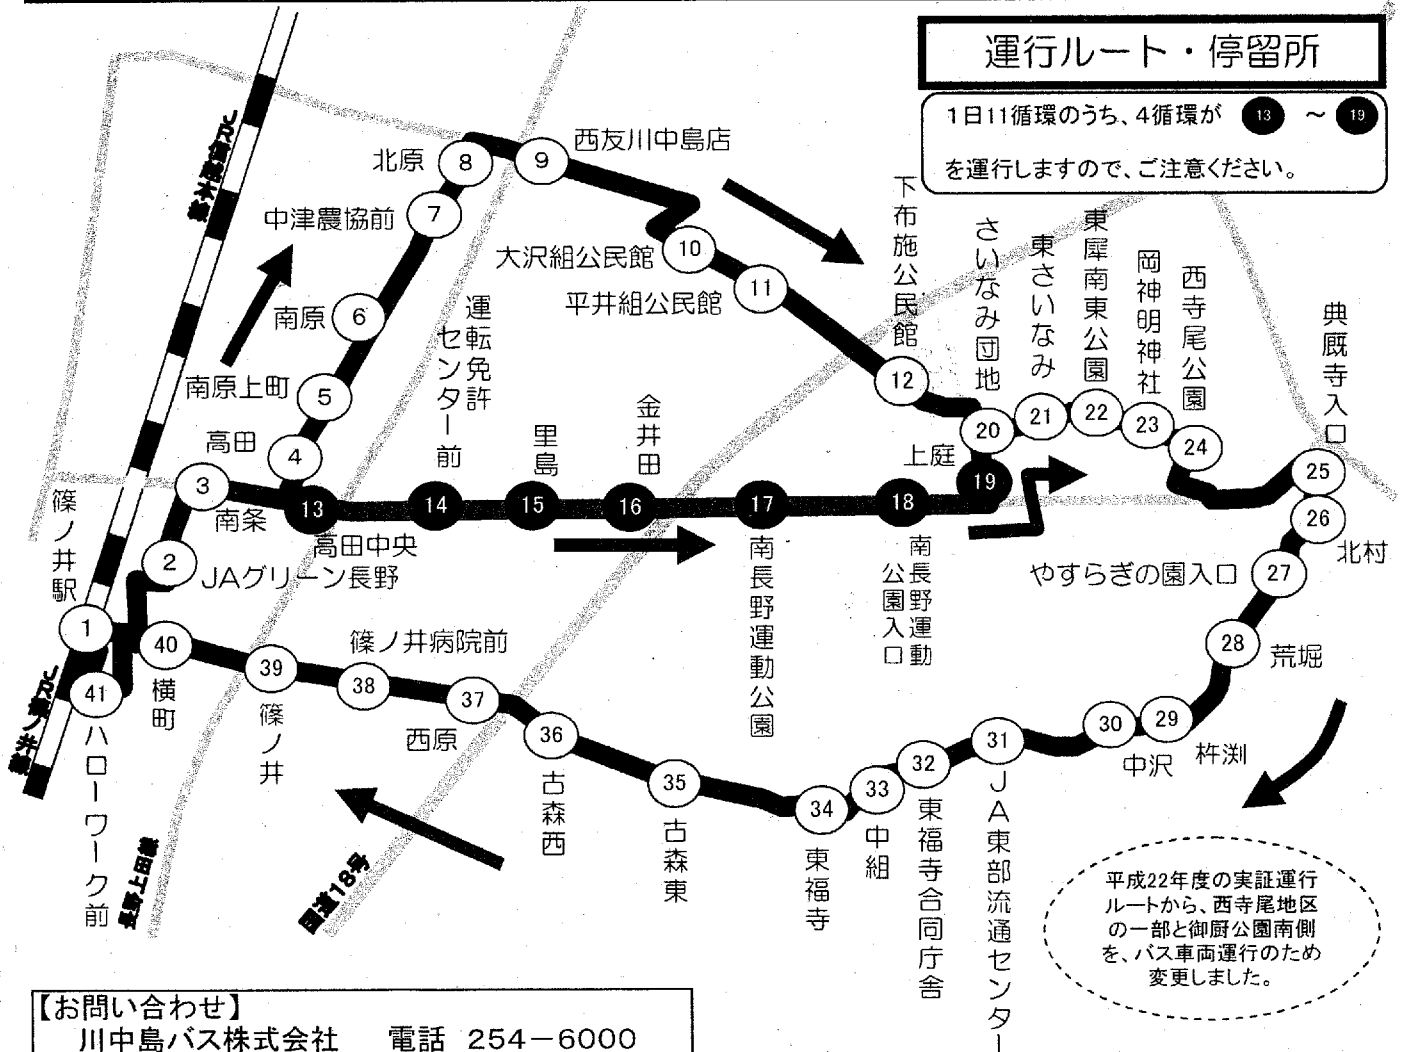 運行ルート・停留所
1日11循環のうち、4循環が 13 ～ 19
を運行しますので、ご注意ください。
JR信越本線
JR篠ノ井線
長野上田線
国道18号
1
篠ノ井駅
2
JAグリーン長野
3
南条
4
高田
5
南原上町
6
南原
7
中津農協前
8
北原
9
西友川中島店
10
大沢組公民館
11
平井組公民館
12
下布施公民館
13
高田中央
14
運転免許
センター前
15
里島
16
金井田
17
南長野運動公園
18
南長野運動
公園入口
19
上庭
20
さいなみ団地
21
東さいなみ
22
東犀南東公園
23
岡神明神社
24
西寺尾公園
25
典厩寺入口
26
北村
27
やすらぎの園入口
28
荒堀
29
杵渕
30
中沢
31
JA東部流通センター
32
東福寺合同庁舎
33
中組
34
東福寺
35
古森東
36
古森西
37
西原
38
篠ノ井病院前
39
篠ノ井
40
横町
41
ハローワーク前
平成22年度の実証運行
ルートから、西寺尾地区
の一部と御厨公園南側
を、バス車両運行のため
変更しました。
【お問い合わせ】
川中島バス株式会社 電話 254－6000